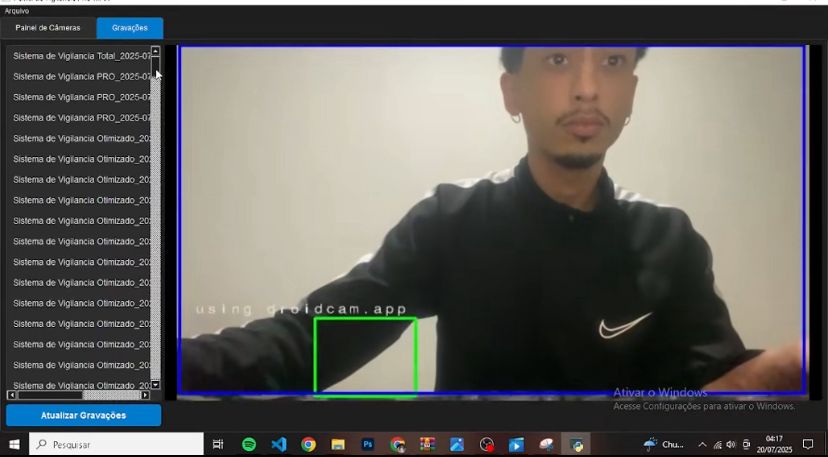 Arquivo
Painel de Câmeras
Gravações
Sistema de Vigilancia Total_2025-07
Sistema de Vigilancia PRO_2025-07
Sistema de Vigilancia PRO_2025-07
Sistema de Vigilancia PRO_2025-07
Sistema de Vigilancia Otimizado_202
Sistema de Vigilancia Otimizado_202
Sistema de Vigilancia Otimizado_202
Sistema de Vigilancia Otimizado_202
Sistema de Vigilancia Otimizado_202
Sistema de Vigilancia Otimizado_202
Sistema de Vigilancia Otimizado_202
Sistema de Vigilancia Otimizado_202
Sistema de Vigilancia Otimizado_202
Sistema de Vigilancia Otimizado_202
Sistema de Vigilancia Otimizado_202
Sistema de Vigilancia Otimizado_202
Sistema de Vigilancia Otimizado_202
using droidcam.app
Ativar o Windows
Acesse Configurações para ativar o Windows.
Atualizar Gravações
Pesquisar
Ps
Chu...
04:17
20/07/2025